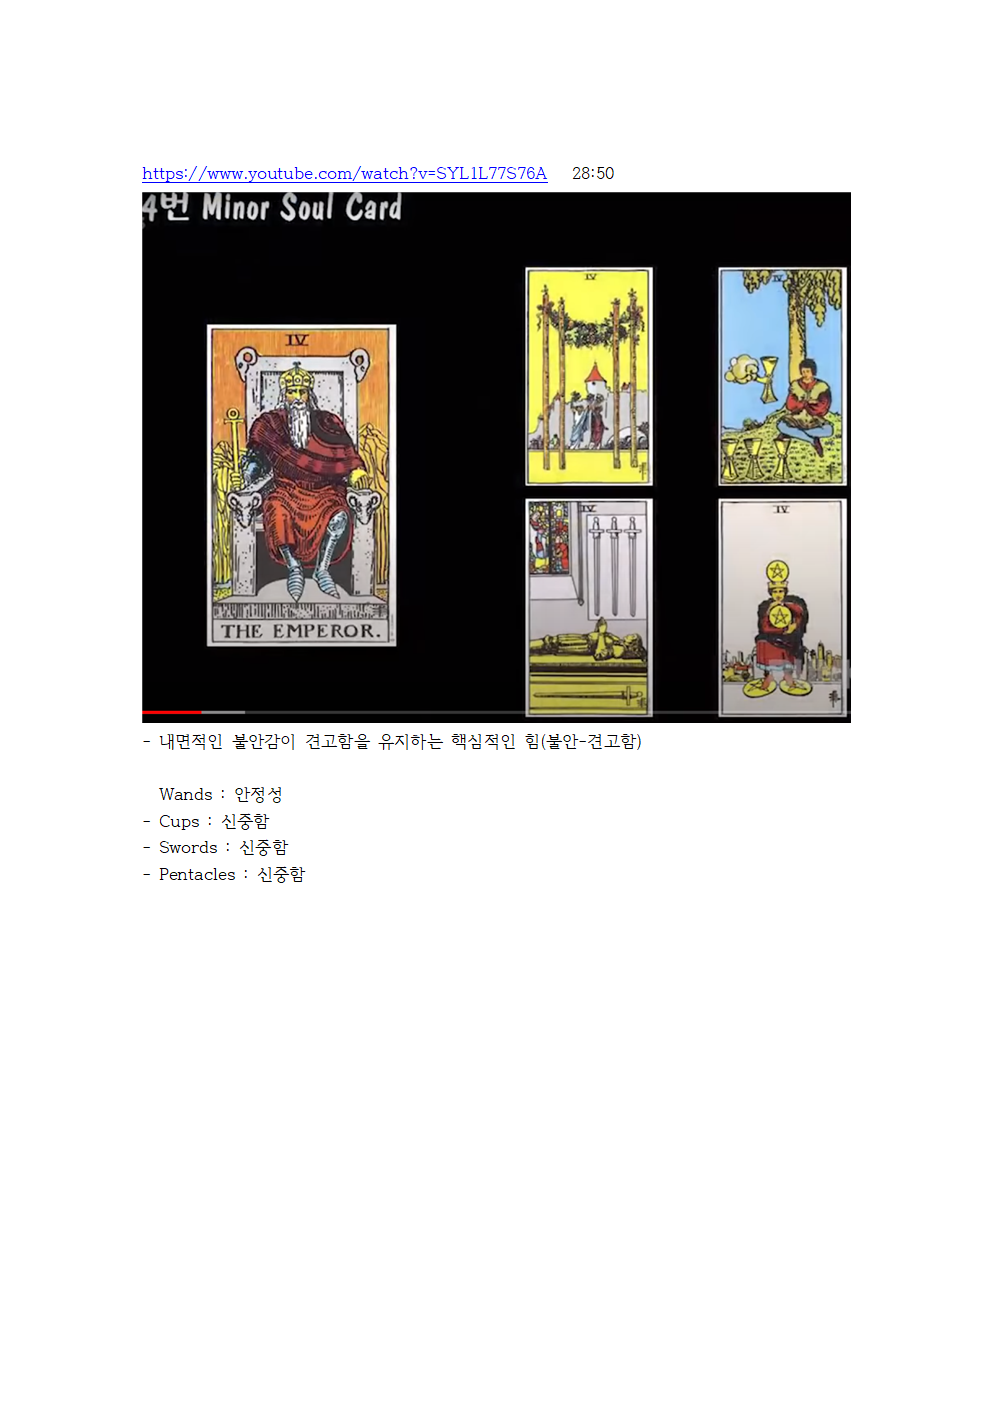 https://www.youtube.com/watch?v=SYL1L77S76A 28:50
4번 Minor Soul Card
IV
IV
IV
THE EMPEROR.
IV
IV
- 내면적인 불안감이 견고함을 유지하는 핵심적인 힘(불안-견고함)
Wands : 안정성
- Cups : 신중함
- Swords : 신중함
- Pentacles : 신중함